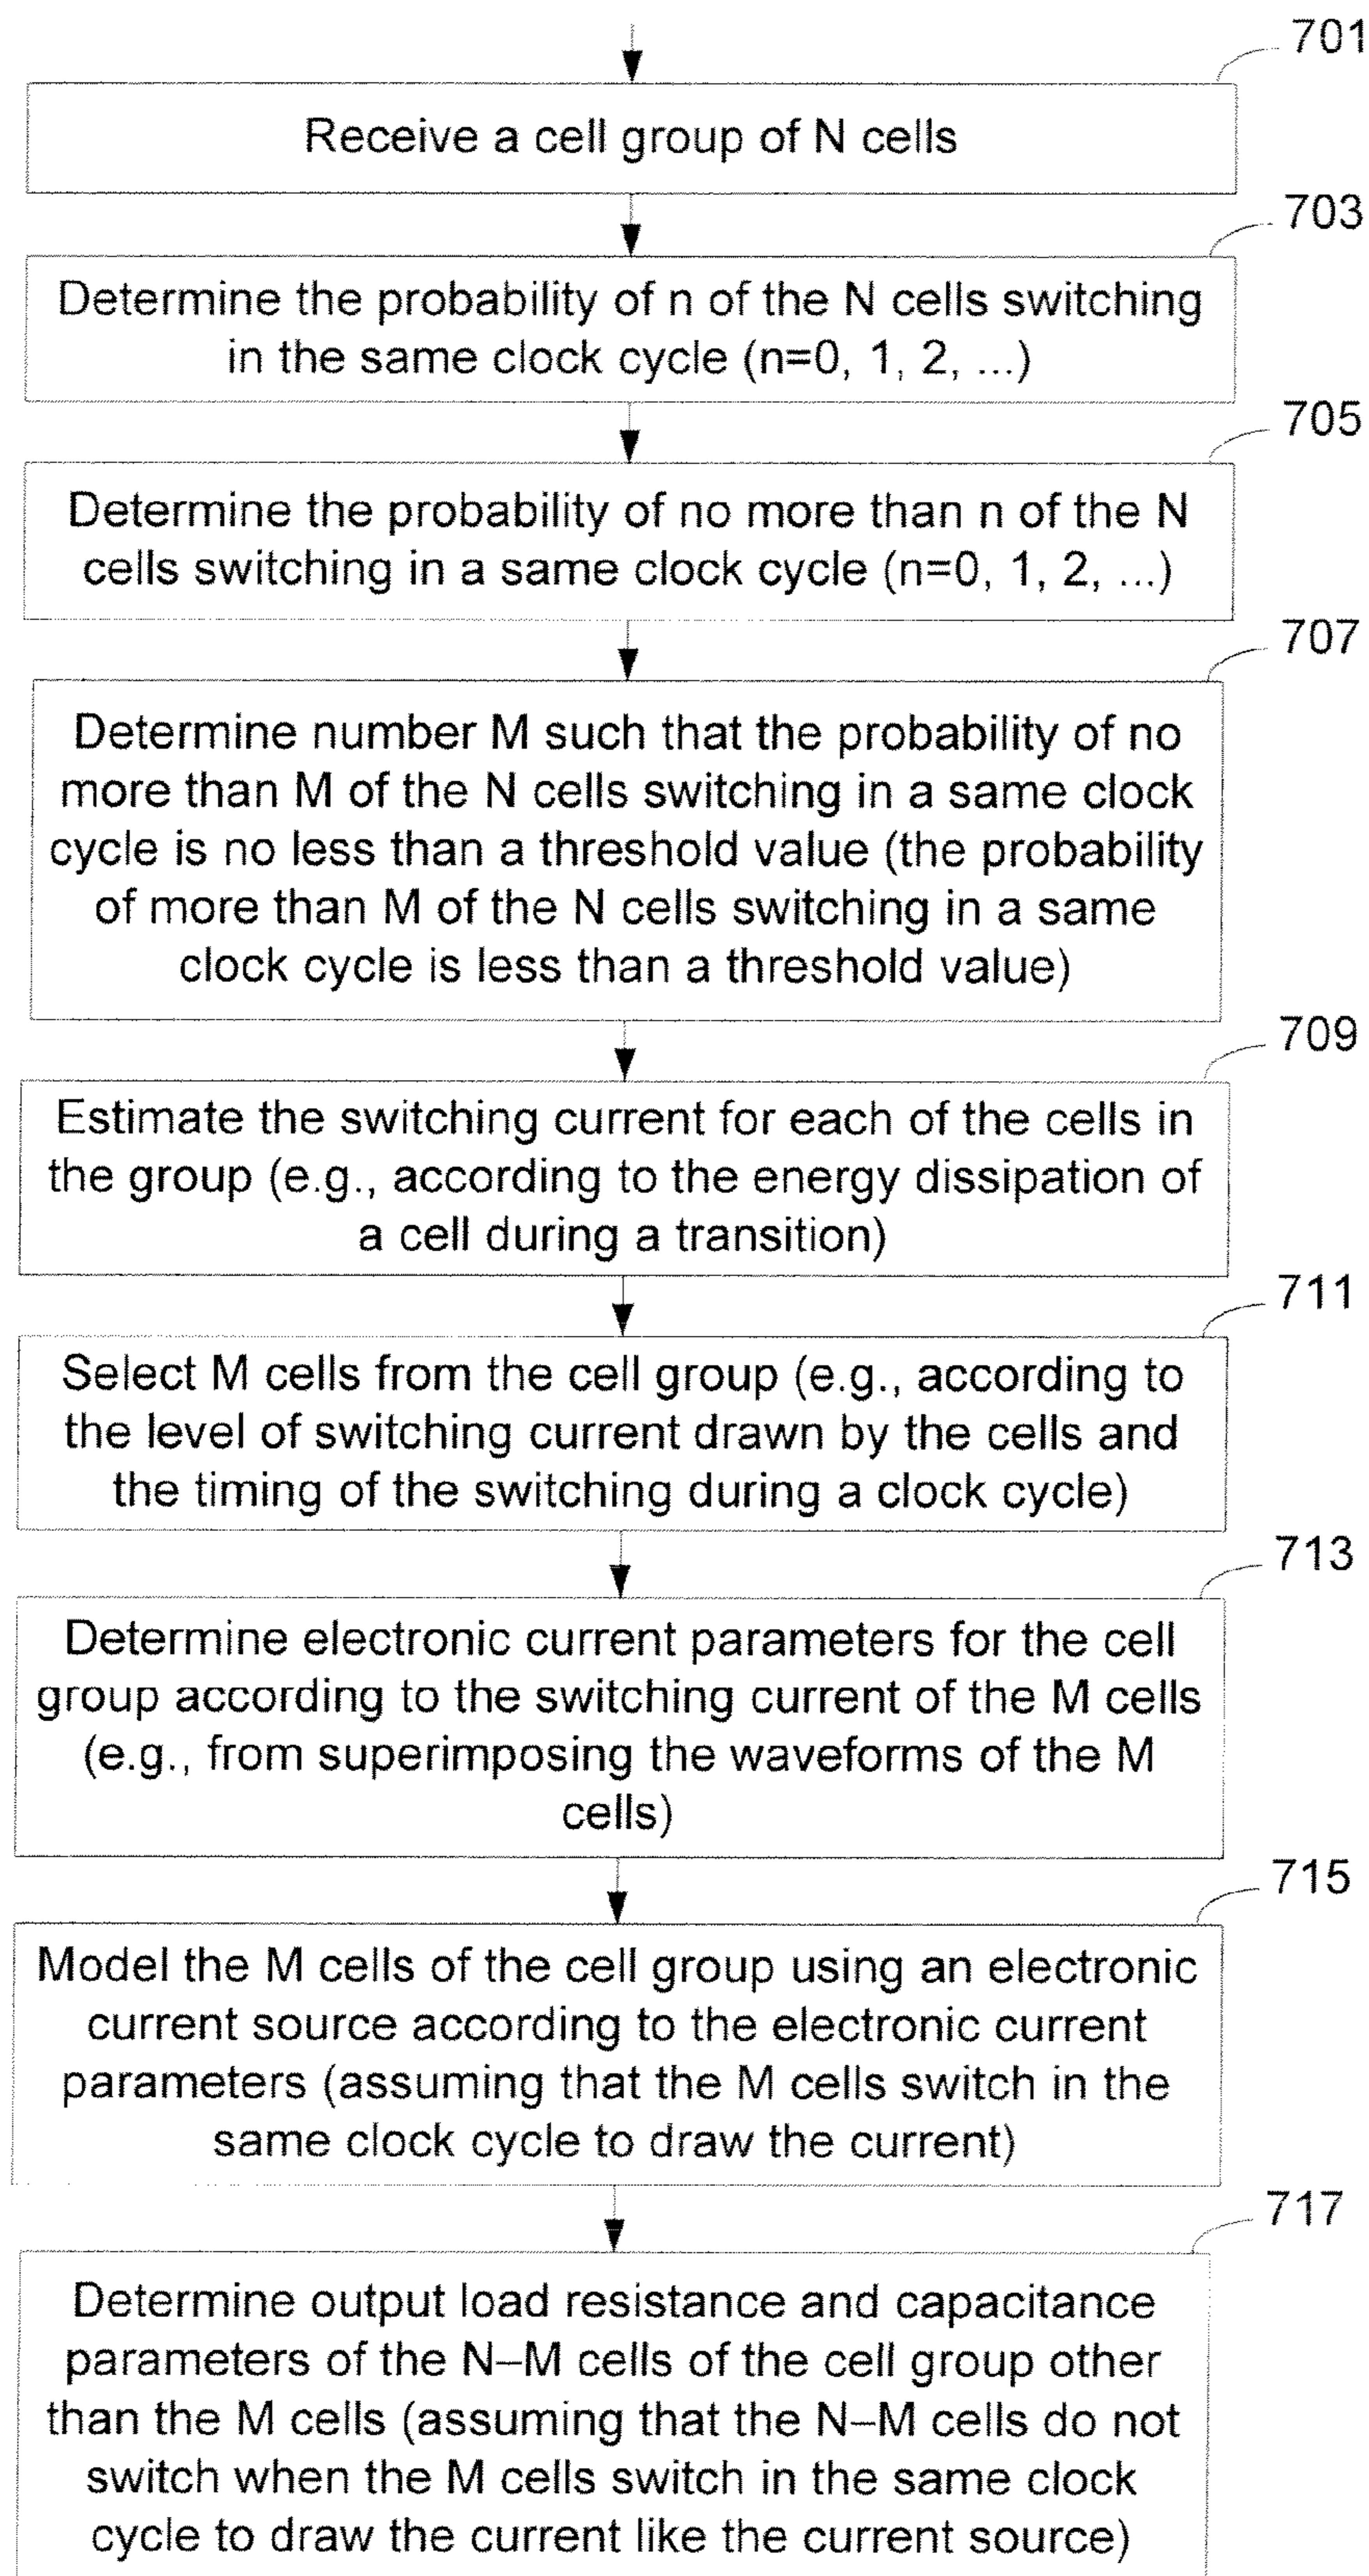 701
Receive a cell group of N cells
703
Determine the probability of n of the N cells switching
in the same clock cycle (n=0, 1, 2, ...)
705
Determine the probability of no more than n of the N
cells switching in a same clock cycle (n=0, 1, 2, ...)
707
Determine number M such that the probability of no
more than M of the N cells switching in a same clock
cycle is no less than a threshold value (the probability
of more than M of the N cells switching in a same
clock cycle is less than a threshold value)
709
Estimate the switching current for each of the cells in
the group (e.g., according to the energy dissipation of
a cell during a transition)
711
Select M cells from the cell group (e.g., according to
the level of switching current drawn by the cells and
the timing of the switching during a clock cycle)
713
Determine electronic current parameters for the cell
group according to the switching current of the M cells
(e.g., from superimposing the waveforms of the M
cells)
715
Model the M cells of the cell group using an electronic
current source according to the electronic current
parameters (assuming that the M cells switch in the
same clock cycle to draw the current)
717
Determine output load resistance and capacitance
parameters of the N–M cells of the cell group other
than the M cells (assuming that the N–M cells do not
switch when the M cells switch in the same clock
cycle to draw the current like the current source)